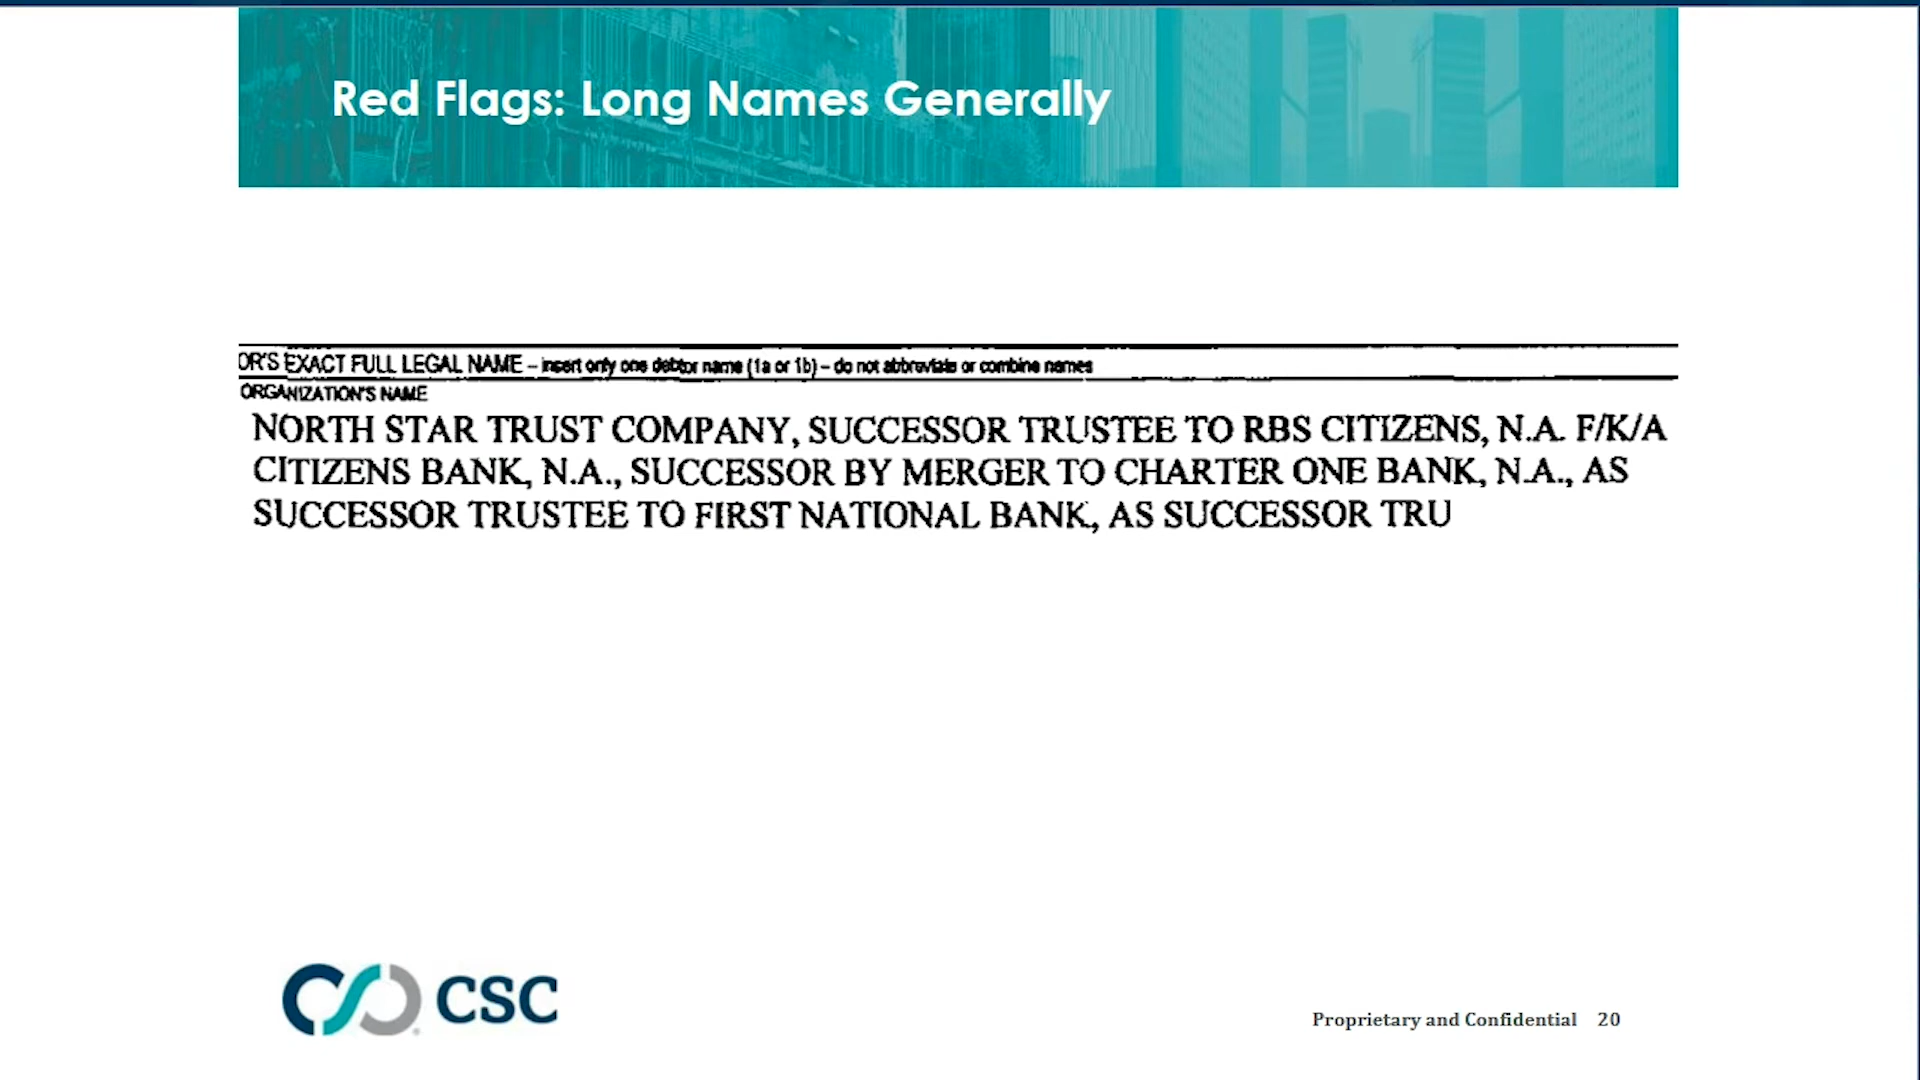 Red Flags: Long Names Generally
OR'S EXACT FULL LEGAL NAME – insert only one debtor name (1a or 1b) – do not abbreviate or combine names
ORGANIZATION'S NAME
NORTH STAR TRUST COMPANY, SUCCESSOR TRUSTEE TO RBS CITIZENS, N.A. F/K/A
CITIZENS BANK, N.A., SUCCESSOR BY MERGER TO CHARTER ONE BANK, N.A., AS
SUCCESSOR TRUSTEE TO FIRST NATIONAL BANK, AS SUCCESSOR TRU
CSC
Proprietary and Confidential 20